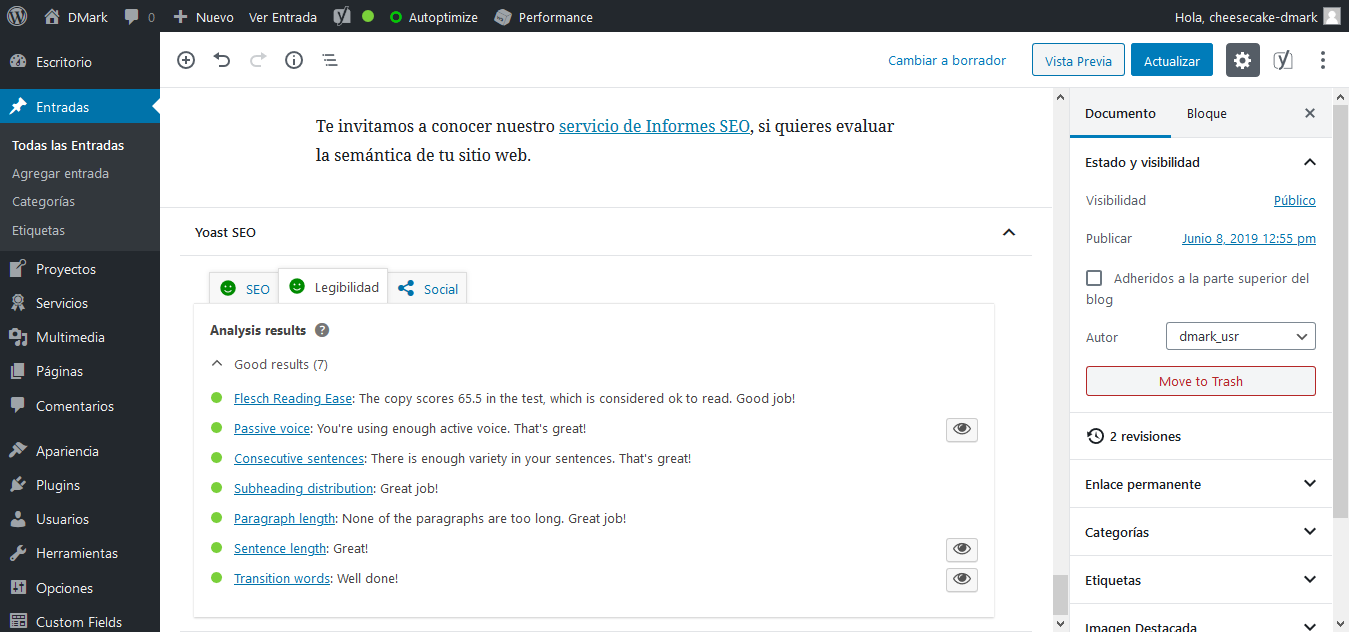 DMark 0 Nuevo Ver Entrada Autoptimize Performance Hola, cheesecake-dmark
Escritorio
Entradas
Todas las Entradas
Agregar entrada
Categorías
Etiquetas
Proyectos
Servicios
Multimedia
Páginas
Comentarios
Apariencia
Plugins
Usuarios
Herramientas
Opciones
Custom Fields
Cambiar a borrador Vista Previa Actualizar
Te invitamos a conocer nuestro servicio de Informes SEO, si quieres evaluar
la semántica de tu sitio web.
Yoast SEO
SEO Legibilidad Social
Analysis results ?
Good results (7)
Flesch Reading Ease: The copy scores 65.5 in the test, which is considered ok to read. Good job!
Passive voice: You're using enough active voice. That's great!
Consecutive sentences: There is enough variety in your sentences. That's great!
Subheading distribution: Great job!
Paragraph length: None of the paragraphs are too long. Great job!
Sentence length: Great!
Transition words: Well done!
Documento Bloque
Estado y visibilidad
Visibilidad Público
Publicar Junio 8, 2019 12:55 pm
Adheridos a la parte superior del
blog
Autor dmark_usr
Move to Trash
2 revisiones
Enlace permanente
Categorías
Etiquetas
Imagen Destacada